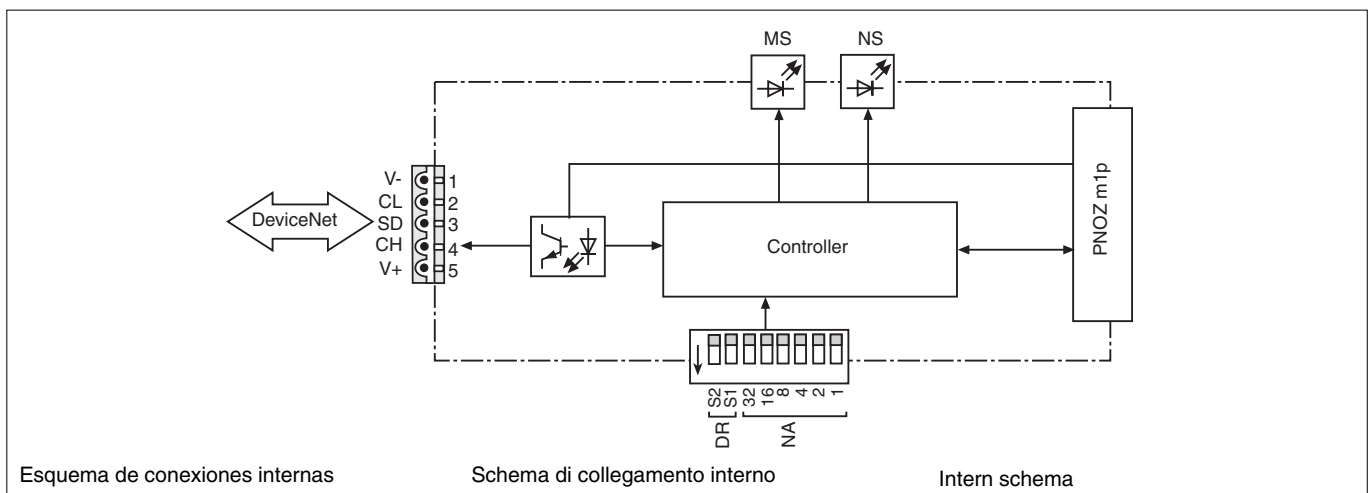 MS NS
V- 1
CL 2
DeviceNet SD 3
CH 4
V+ 5
Controller
PNOZ m1p
S2 S1 32 16 8 4 2 1
DR NA
Esquema de conexiones internas Schema di collegamento interno Intern schema